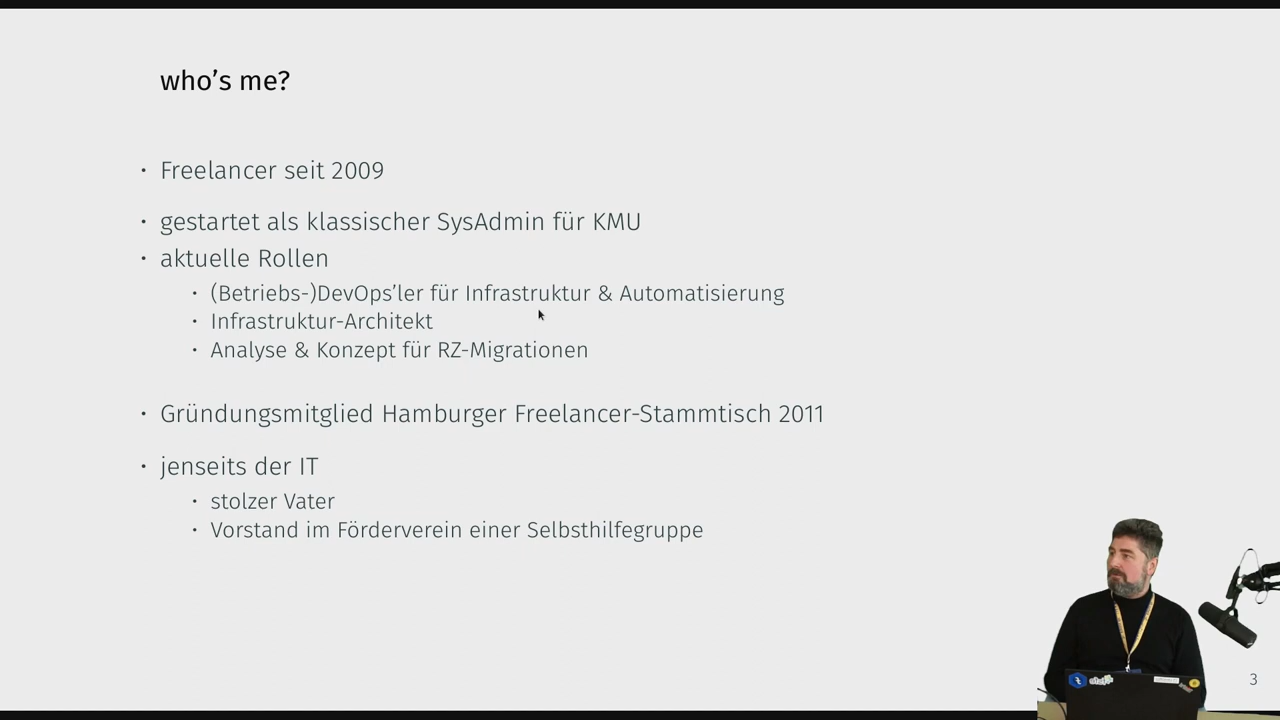 who's me?
• Freelancer seit 2009
• gestartet als klassischer SysAdmin für KMU
• aktuelle Rollen
• (Betriebs-)DevOps'ler für Infrastruktur & Automatisierung
• Infrastruktur-Architekt
• Analyse & Konzept für RZ-Migrationen
• Gründungsmitglied Hamburger Freelancer-Stammtisch 2011
• jenseits der IT
• stolzer Vater
• Vorstand im Förderverein einer Selbsthilfegruppe
3